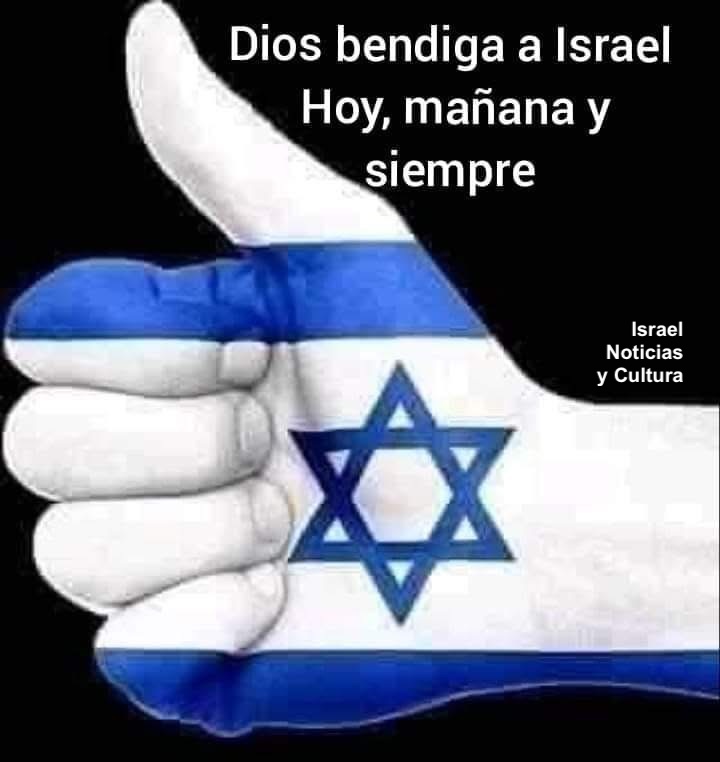 Dios bendiga a Israel
Hoy, mañana y
siempre
Israel
Noticias
y Cultura